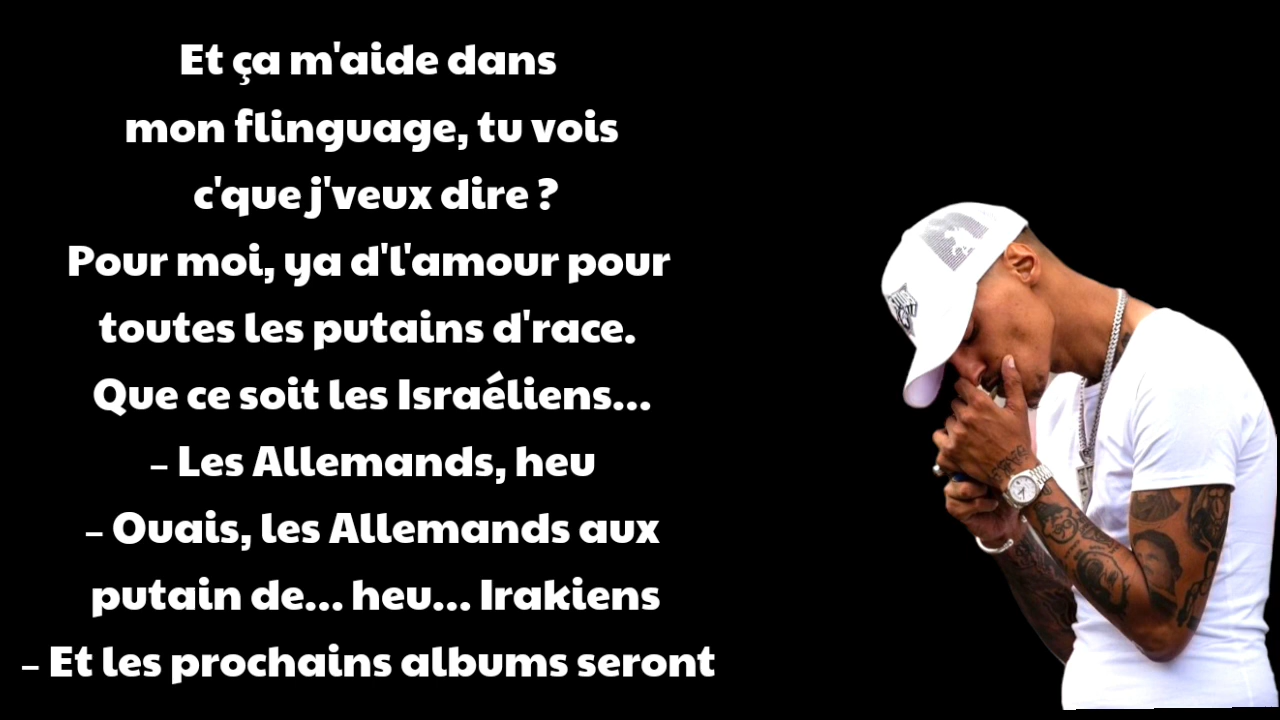 Et ça m'aide dans
mon flinguage, tu vois
c'que j'veux dire ?
Pour moi, ya d'l'amour pour
toutes les putains d'race.
Que ce soit les Israéliens...
– Les Allemands, heu
– Ouais, les Allemands aux
putain de... heu... Irakiens
– Et les prochains albums seront